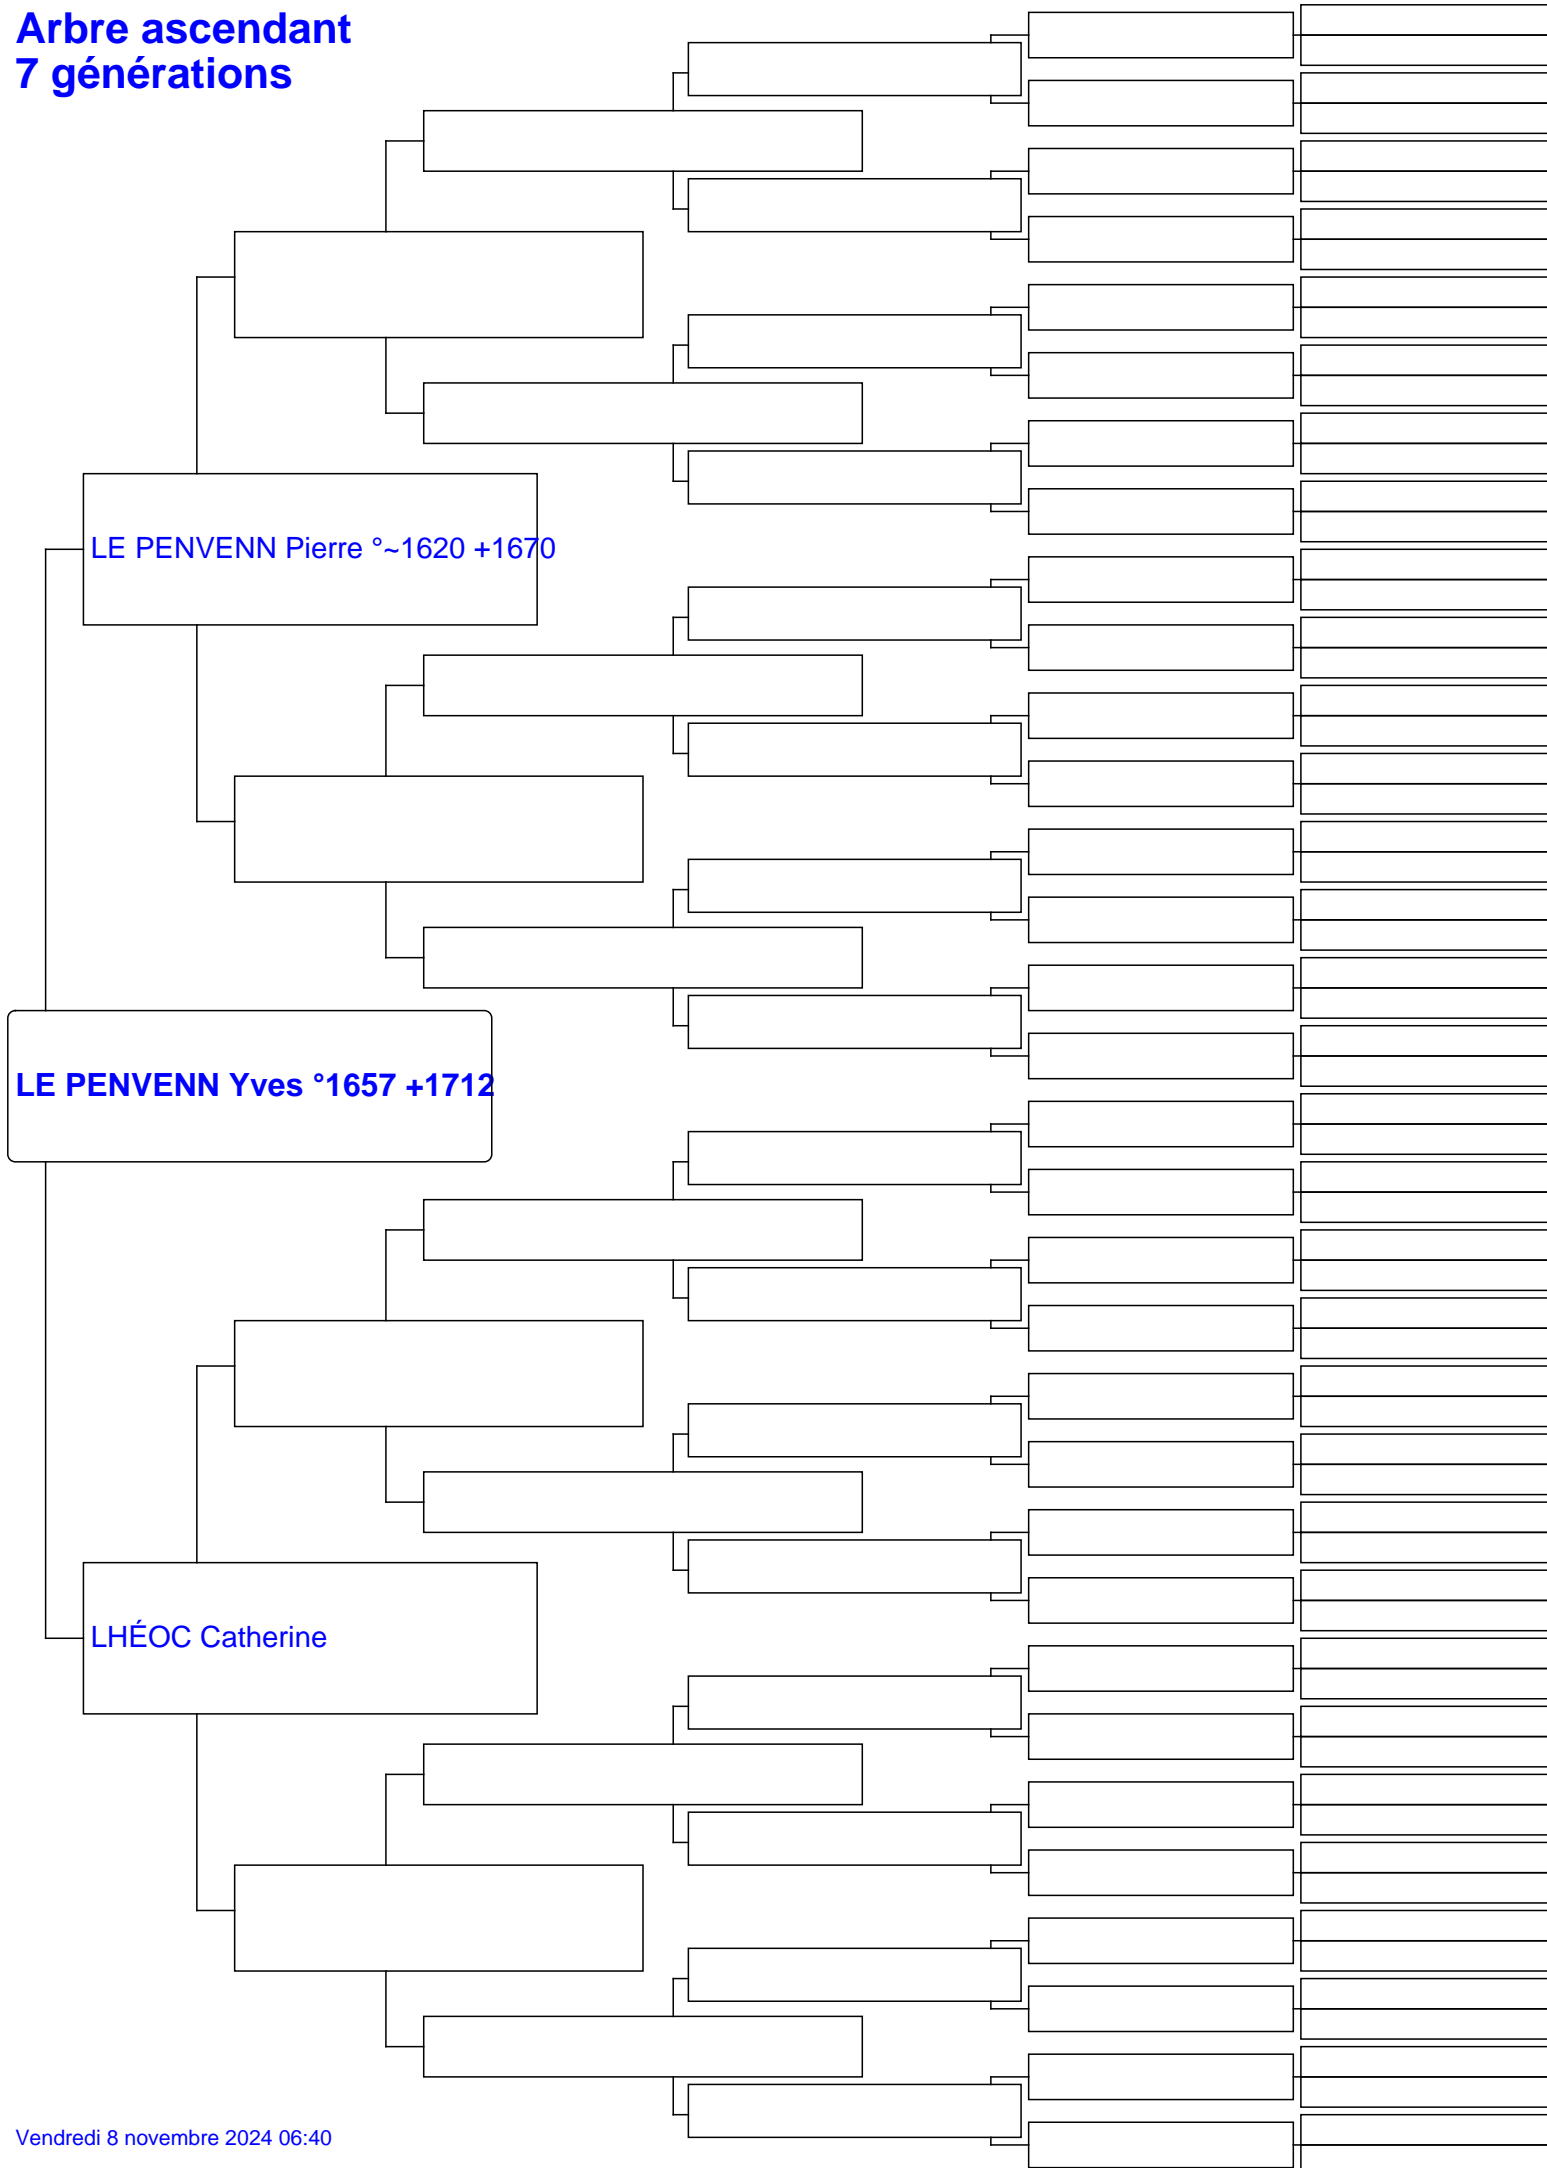 Arbre ascendant
7 générations
LE PENVENN Pierre °~1620 +1670
LE PENVENN Yves °1657 +1712
LHÉOC Catherine
Vendredi 8 novembre 2024 06:40